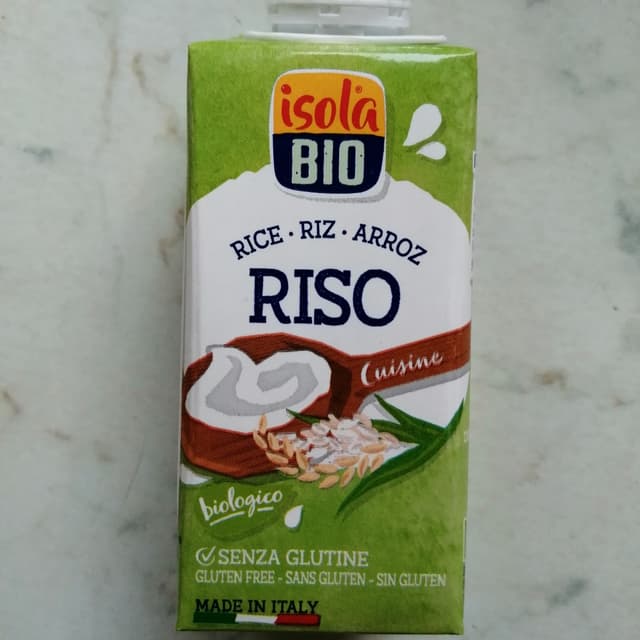 isola
BIO
RICE · RIZ · ARROZ
RISO
Cuisine
biologico
SENZA GLUTINE
GLUTEN FREE - SANS GLUTEN - SIN GLUTEN
MADE IN ITALY